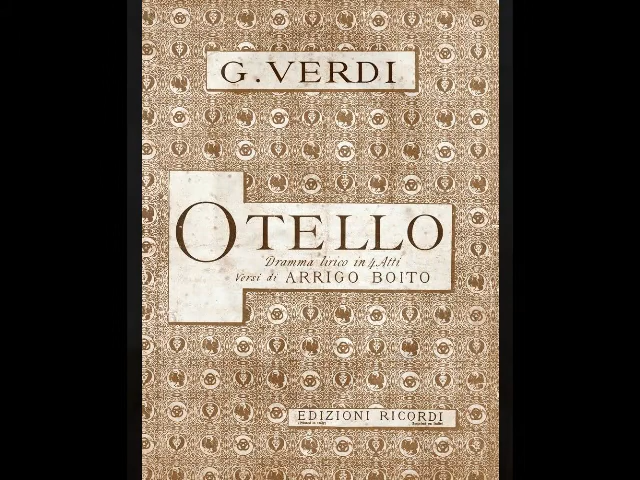 G. VERDI
OTELLO
Dramma lirico in 4 Atti
Versi di ARRIGO BOITO
EDIZIONI RICORDI